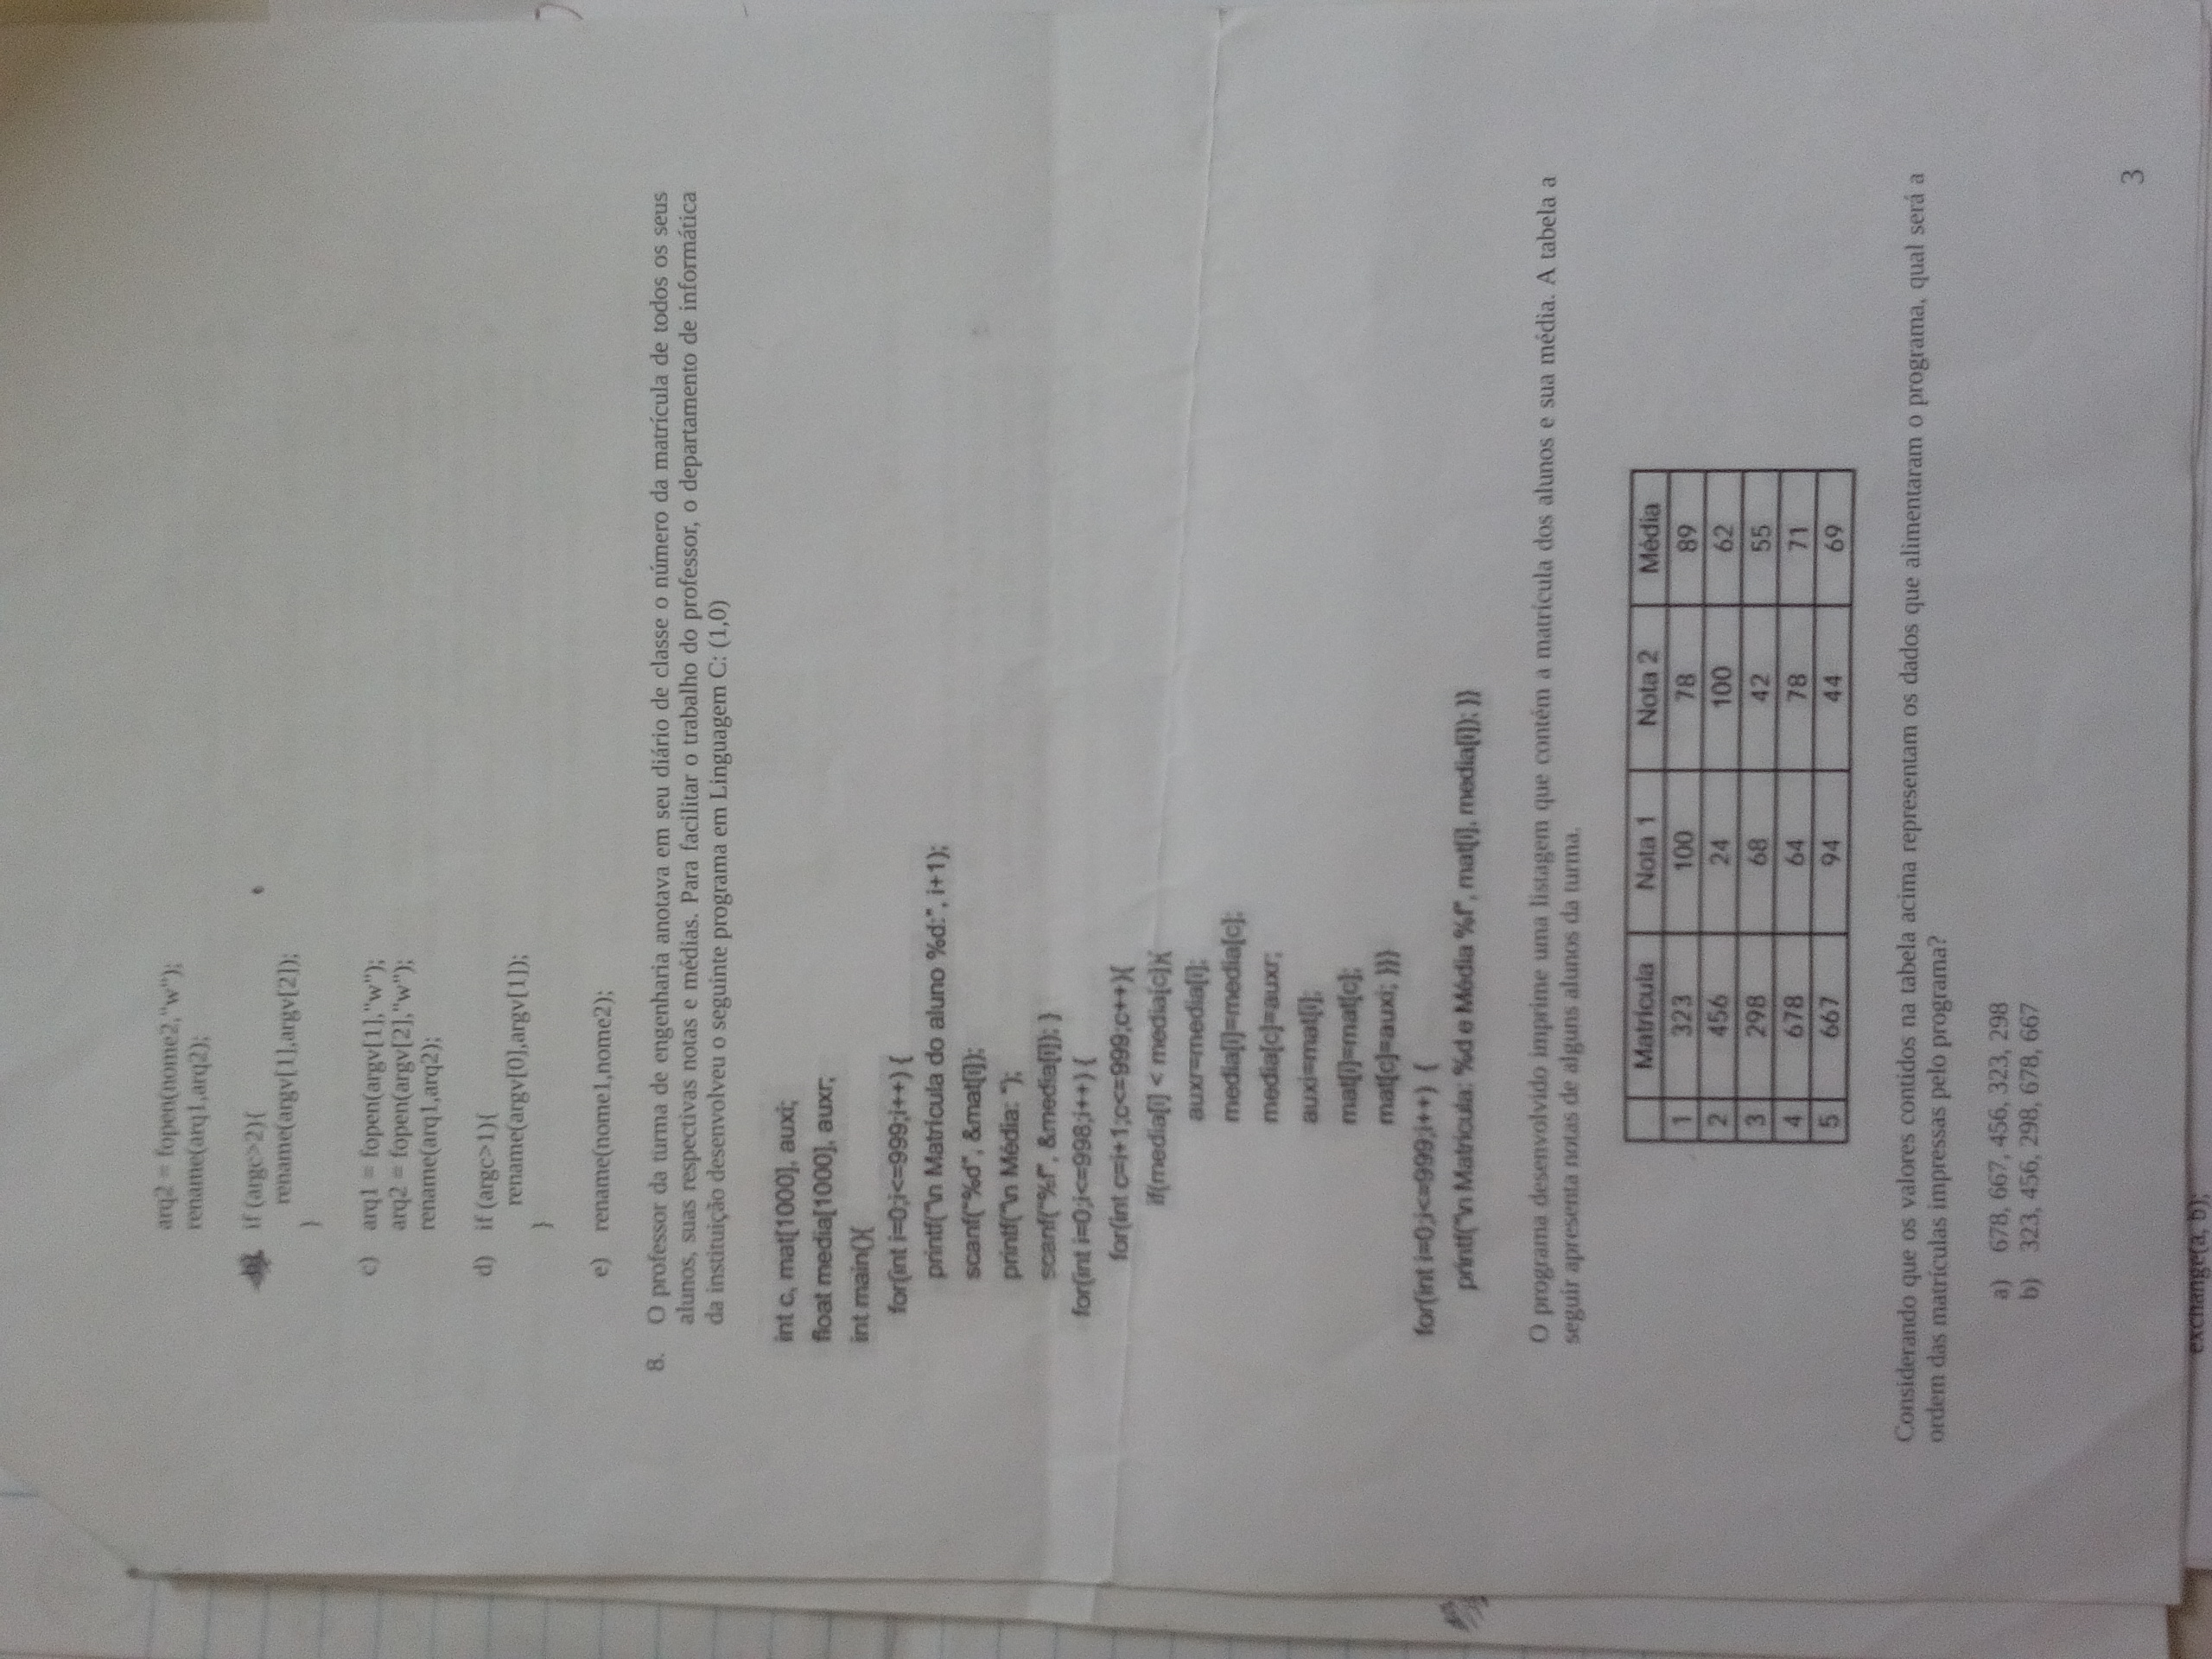 arq2 = fopen(nome2,"w");
rename(arq1,arq2);
b) if (argc>2){
rename(argv[1],argv[2]);
}
c) arq1 = fopen(argv[1],"w");
arq2 = fopen(argv[2],"w");
rename(arq1,arq2);
d) if (argc>1){
rename(argv[0],argv[1]);
}
e) rename(nome1,nome2);
8. O professor da turma de engenharia anotava em seu diário de classe o número da matrícula de todos os seus
alunos, suas respectivas notas e médias. Para facilitar o trabalho do professor, o departamento de informática
da instituição desenvolveu o seguinte programa em Linguagem C: (1,0)
int c, mat[1000], auxi;
float media[1000], auxr;
int main(){
for(int i=0;i<=999;i++) {
printf("\n Matrícula do aluno %d:", i+1);
scanf("%d", &mat[i]);
printf("\n Média: ");
scanf("%f", &media[i]); }
for(int i=0;i<=998;i++) {
for(int c=i+1;c<=999;c++){
if(media[i] < media[c]){
auxr=media[i];
media[i]=media[c];
media[c]=auxr;
auxi=mat[i];
mat[i]=mat[c];
mat[c]=auxi; }}}
for(int i=0;i<=999;i++) {
printf("\n Matrícula: %d e Média %f", mat[i], media[i]); }}
O programa desenvolvido imprime uma listagem que contém a matrícula dos alunos e sua média. A tabela a
seguir apresenta notas de alguns alunos da turma.
Matrícula Nota 1 Nota 2 Média
1 323 100 78 89
2 456 24 100 62
3 298 68 42 55
4 678 64 78 71
5 667 94 44 69
Considerando que os valores contidos na tabela acima representam os dados que alimentaram o programa, qual será a
ordem das matrículas impressas pelo programa?
a) 678, 667, 456, 323, 298
b) 323, 456, 298, 678, 667
3
exchange(a, b);